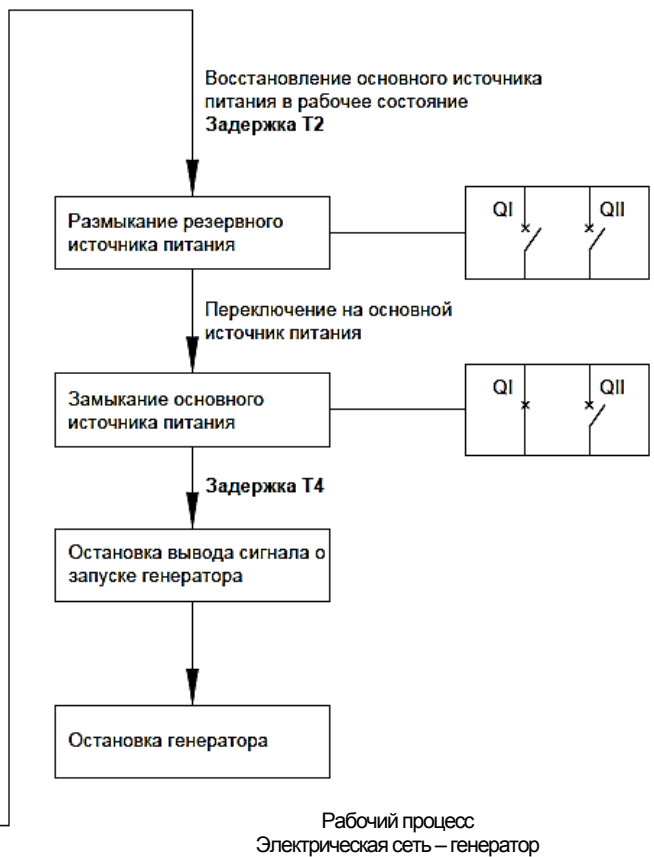 Восстановление основного источника
питания в рабочее состояние
Задержка T2
Размыкание резервного
источника питания
QI
QII
Переключение на основной
источник питания
Замыкание основного
источника питания
QI
QII
Задержка T4
Остановка вывода сигнала о
запуске генератора
Остановка генератора
Рабочий процесс
Электрическая сеть – генератор